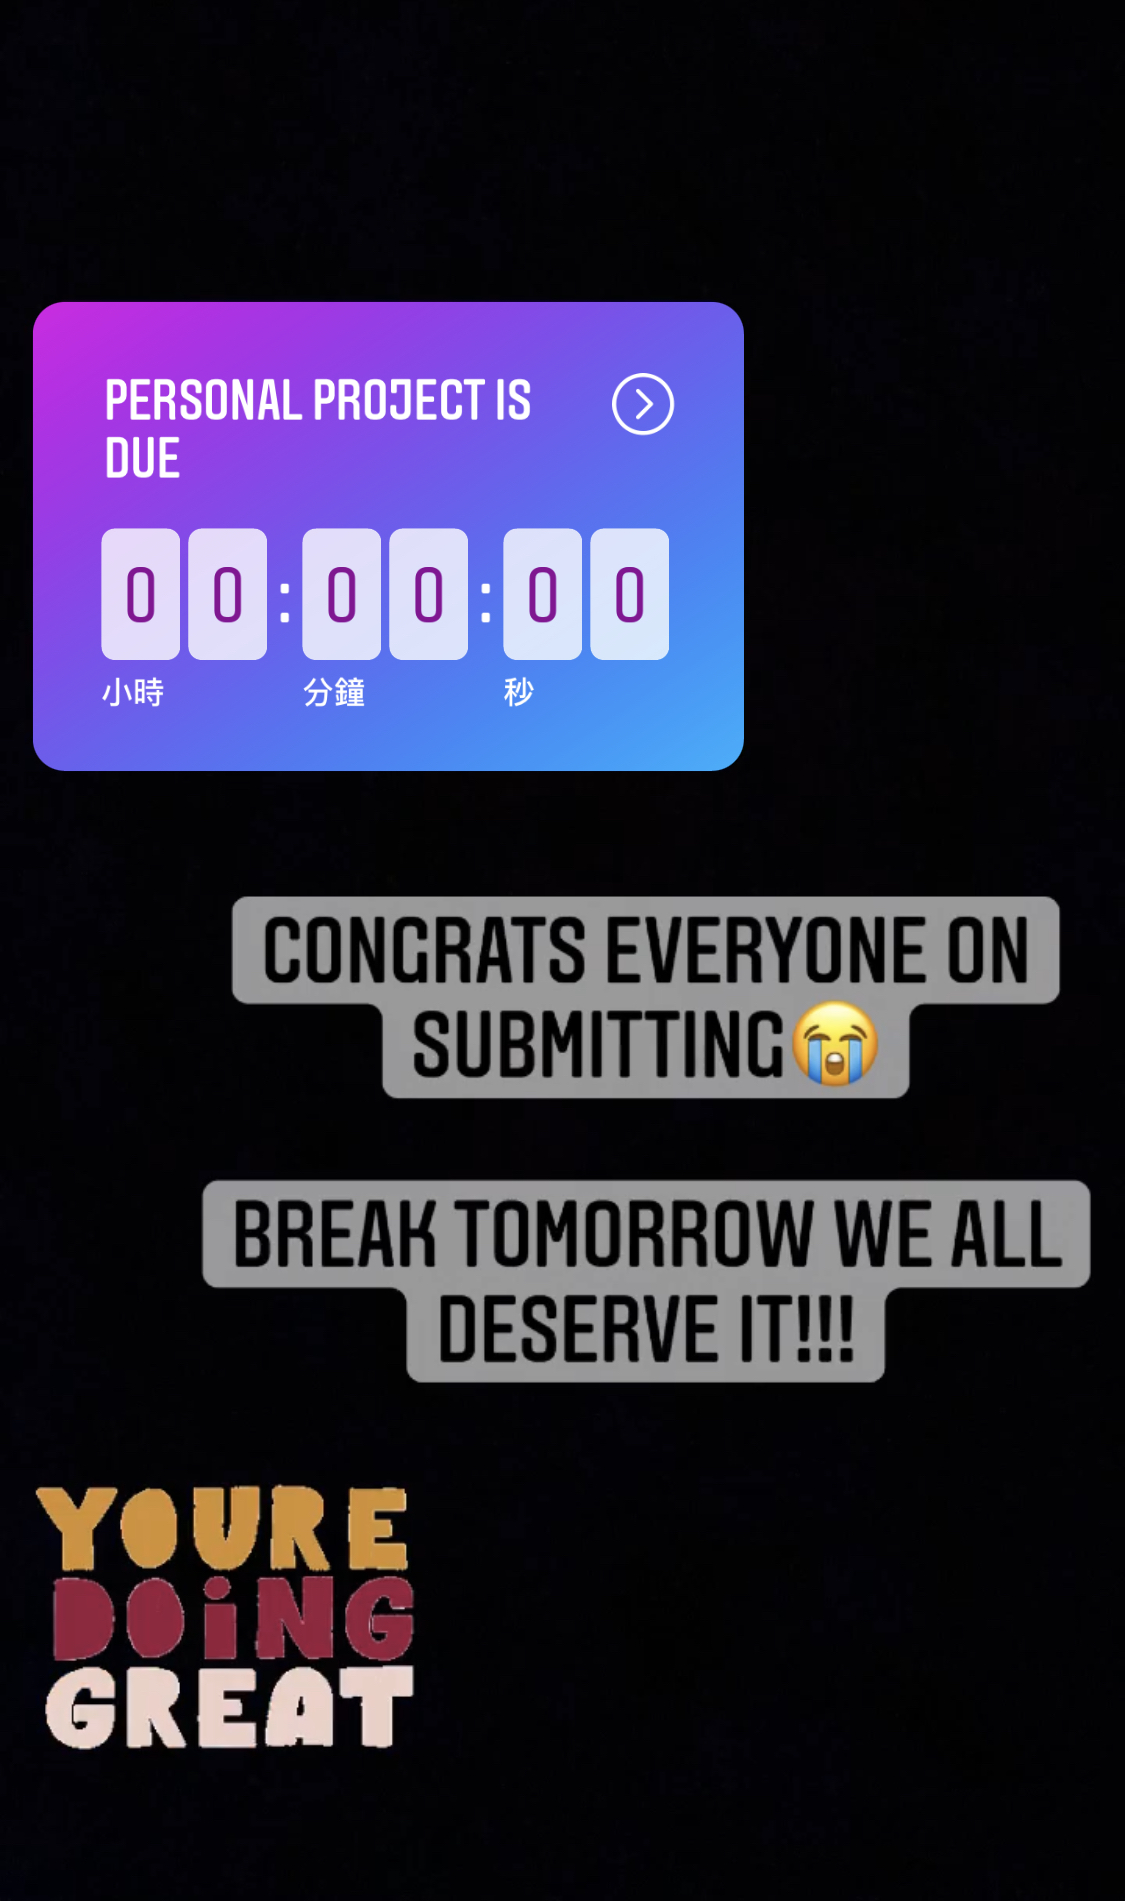 PERSONAL PROJECT IS
DUE
00:00:00
小時 分鐘 秒
CONGRATS EVERYONE ON
SUBMITTING😭
BREAK TOMORROW WE ALL
DESERVE IT!!!
YOURE
DOiNG
GREAT